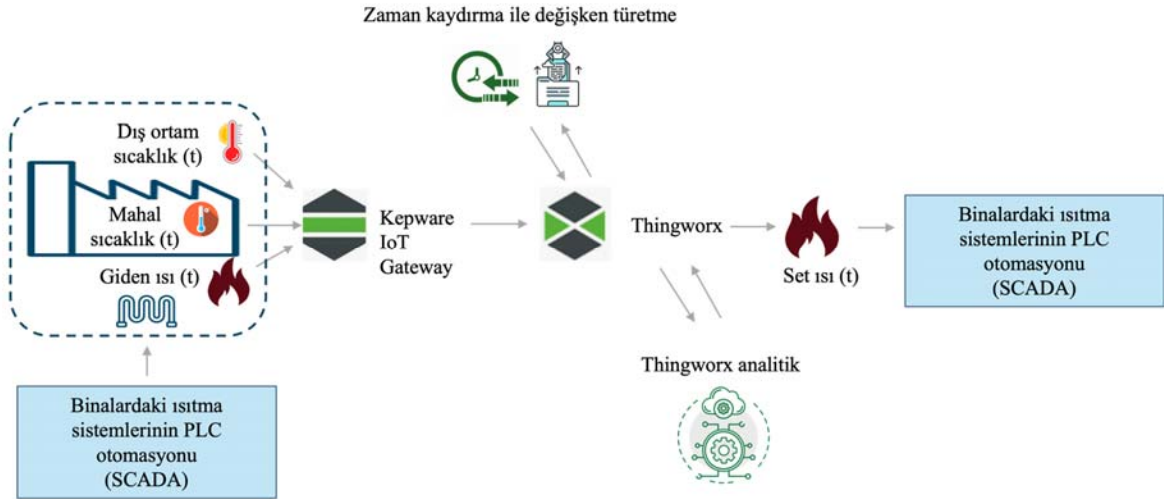 Zaman kaydırma ile değişken türetme
Dış ortam
sıcaklık (t)
Mahal
sıcaklık (t)
Giden ısı (t)
Kepware
IoT
Gateway
Thingworx
Set ısı (t)
Binalardaki ısıtma
sistemlerinin PLC
otomasyonu
(SCADA)
Thingworx analitik
Binalardaki ısıtma
sistemlerinin PLC
otomasyonu
(SCADA)